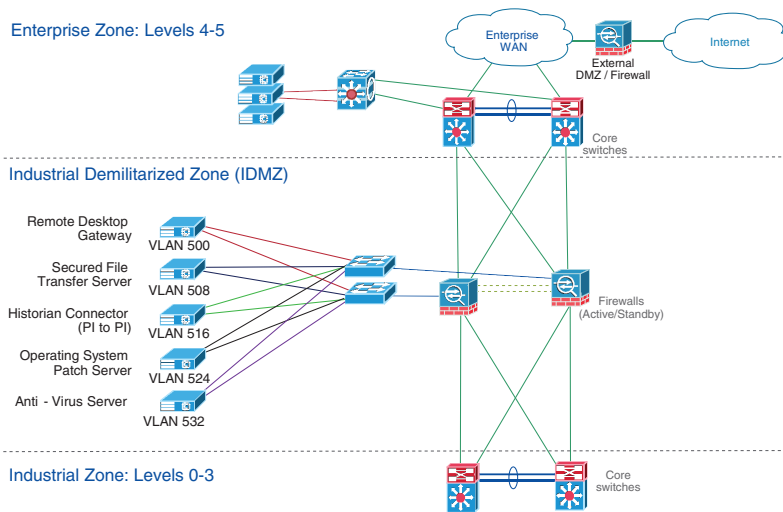 Enterprise Zone: Levels 4-5
Enterprise
WAN
Internet
External
DMZ / Firewall
Core
switches
Industrial Demilitarized Zone (IDMZ)
Remote Desktop
Gateway
VLAN 500
Secured File
Transfer Server
VLAN 508
Historian Connector
(PI to PI)
VLAN 516
Operating System
Patch Server
VLAN 524
Anti - Virus Server
VLAN 532
Firewalls
(Active/Standby)
Industrial Zone: Levels 0-3
Core
switches